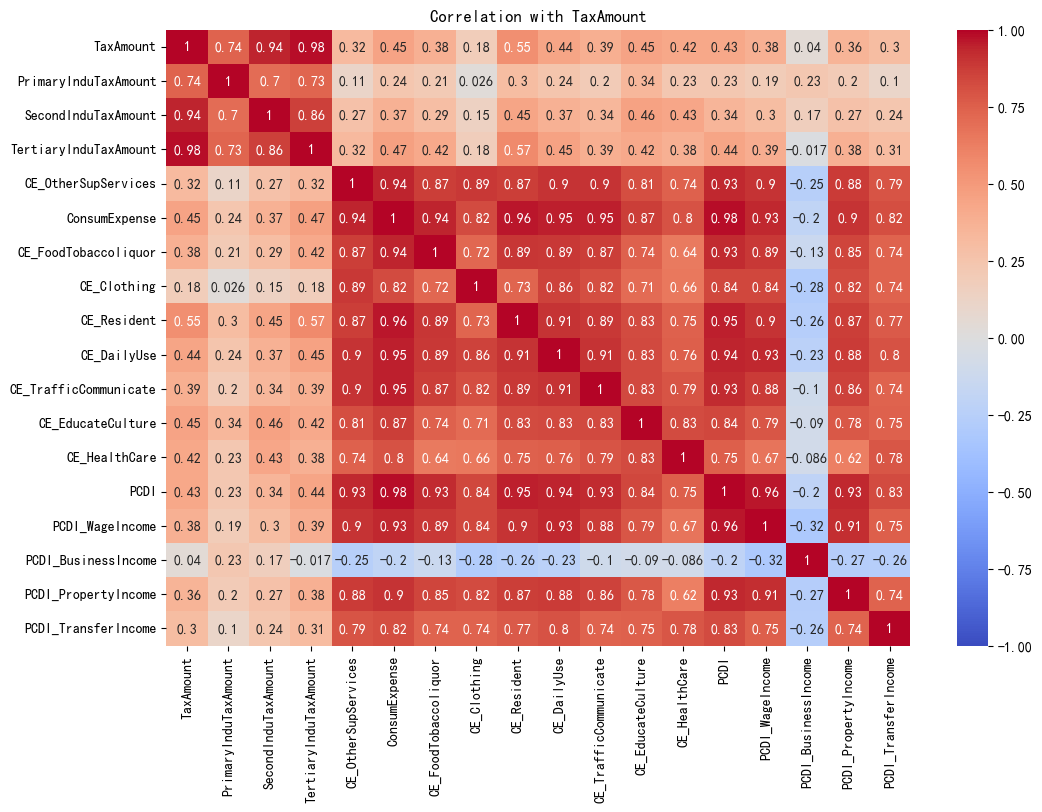 Correlation with TaxAmount
TaxAmount 1 0.74 0.94 0.98 0.32 0.45 0.38 0.18 0.55 0.44 0.39 0.45 0.42 0.43 0.38 0.04 0.36 0.3
PrimaryInduTaxAmount 0.74 1 0.7 0.73 0.11 0.24 0.21 0.026 0.3 0.24 0.2 0.34 0.23 0.23 0.19 0.23 0.2 0.1
SecondInduTaxAmount 0.94 0.7 1 0.86 0.27 0.37 0.29 0.15 0.45 0.37 0.34 0.46 0.43 0.34 0.3 0.17 0.27 0.24
TertiaryInduTaxAmount 0.98 0.73 0.86 1 0.32 0.47 0.42 0.18 0.57 0.45 0.39 0.42 0.38 0.44 0.39 −0.017 0.38 0.31
CE_OtherSupServices 0.32 0.11 0.27 0.32 1 0.94 0.87 0.89 0.87 0.9 0.9 0.81 0.74 0.93 0.9 −0.25 0.88 0.79
ConsumExpense 0.45 0.24 0.37 0.47 0.94 1 0.94 0.82 0.96 0.95 0.95 0.87 0.8 0.98 0.93 −0.2 0.9 0.82
CE_FoodTobaccoliquor 0.38 0.21 0.29 0.42 0.87 0.94 1 0.72 0.89 0.89 0.87 0.74 0.64 0.93 0.89 −0.13 0.85 0.74
CE_Clothing 0.18 0.026 0.15 0.18 0.89 0.82 0.72 1 0.73 0.86 0.82 0.71 0.66 0.84 0.84 −0.28 0.82 0.74
CE_Resident 0.55 0.3 0.45 0.57 0.87 0.96 0.89 0.73 1 0.91 0.89 0.83 0.75 0.95 0.9 −0.26 0.87 0.77
CE_DailyUse 0.44 0.24 0.37 0.45 0.9 0.95 0.89 0.86 0.91 1 0.91 0.83 0.76 0.94 0.93 −0.23 0.88 0.8
CE_TrafficCommunicate 0.39 0.2 0.34 0.39 0.9 0.95 0.87 0.82 0.89 0.91 1 0.83 0.79 0.93 0.88 −0.1 0.86 0.74
CE_EducateCulture 0.45 0.34 0.46 0.42 0.81 0.87 0.74 0.71 0.83 0.83 0.83 1 0.83 0.84 0.79 −0.09 0.78 0.75
CE_HealthCare 0.42 0.23 0.43 0.38 0.74 0.8 0.64 0.66 0.75 0.76 0.79 0.83 1 0.75 0.67 −0.086 0.62 0.78
PCDI 0.43 0.23 0.34 0.44 0.93 0.98 0.93 0.84 0.95 0.94 0.93 0.84 0.75 1 0.96 −0.2 0.93 0.83
PCDI_WageIncome 0.38 0.19 0.3 0.39 0.9 0.93 0.89 0.84 0.9 0.93 0.88 0.79 0.67 0.96 1 −0.32 0.91 0.75
PCDI_BusinessIncome 0.04 0.23 0.17 −0.017 −0.25 −0.2 −0.13 −0.28 −0.26 −0.23 −0.1 −0.09 −0.086 −0.2 −0.32 1 −0.27 −0.26
PCDI_PropertyIncome 0.36 0.2 0.27 0.38 0.88 0.9 0.85 0.82 0.87 0.88 0.86 0.78 0.62 0.93 0.91 −0.27 1 0.74
PCDI_TransferIncome 0.3 0.1 0.24 0.31 0.79 0.82 0.74 0.74 0.77 0.8 0.74 0.75 0.78 0.83 0.75 −0.26 0.74 1
TaxAmount
PrimaryInduTaxAmount
SecondInduTaxAmount
TertiaryInduTaxAmount
CE_OtherSupServices
ConsumExpense
CE_FoodTobaccoliquor
CE_Clothing
CE_Resident
CE_DailyUse
CE_TrafficCommunicate
CE_EducateCulture
CE_HealthCare
PCDI
PCDI_WageIncome
PCDI_BusinessIncome
PCDI_PropertyIncome
PCDI_TransferIncome
1.00
0.75
0.50
0.25
0.00
−0.25
−0.50
−0.75
−1.00